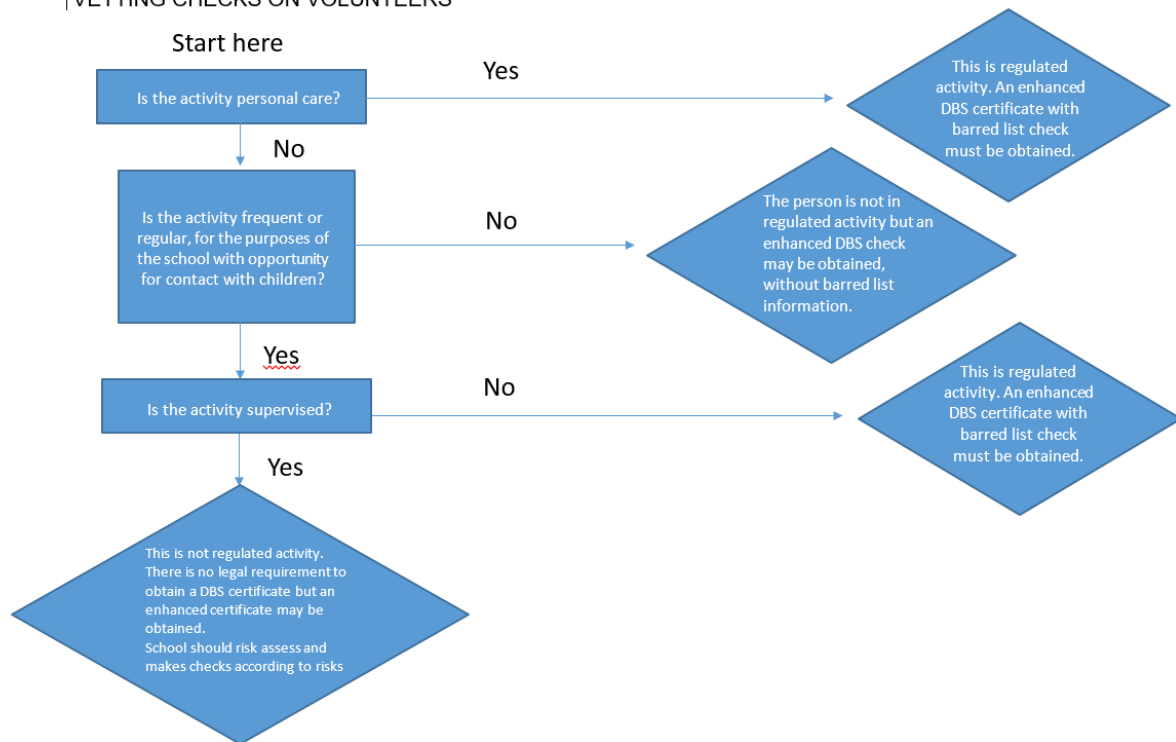 VETTING CHECKS ON VOLUNTEERS
Start here
Is the activity personal care?
Yes
This is regulated
activity. An enhanced
DBS certificate with
barred list check
must be obtained.
No
Is the activity frequent or
regular, for the purposes of
the school with opportunity
for contact with children?
No
The person is not in
regulated activity but an
enhanced DBS check
may be obtained,
without barred list
information.
Yes
Is the activity supervised?
No
This is regulated
activity. An enhanced
DBS certificate with
barred list check
must be obtained.
Yes
This is not regulated activity.
There is no legal requirement to
obtain a DBS certificate but an
enhanced certificate may be
obtained.
School should risk assess and
makes checks according to risks